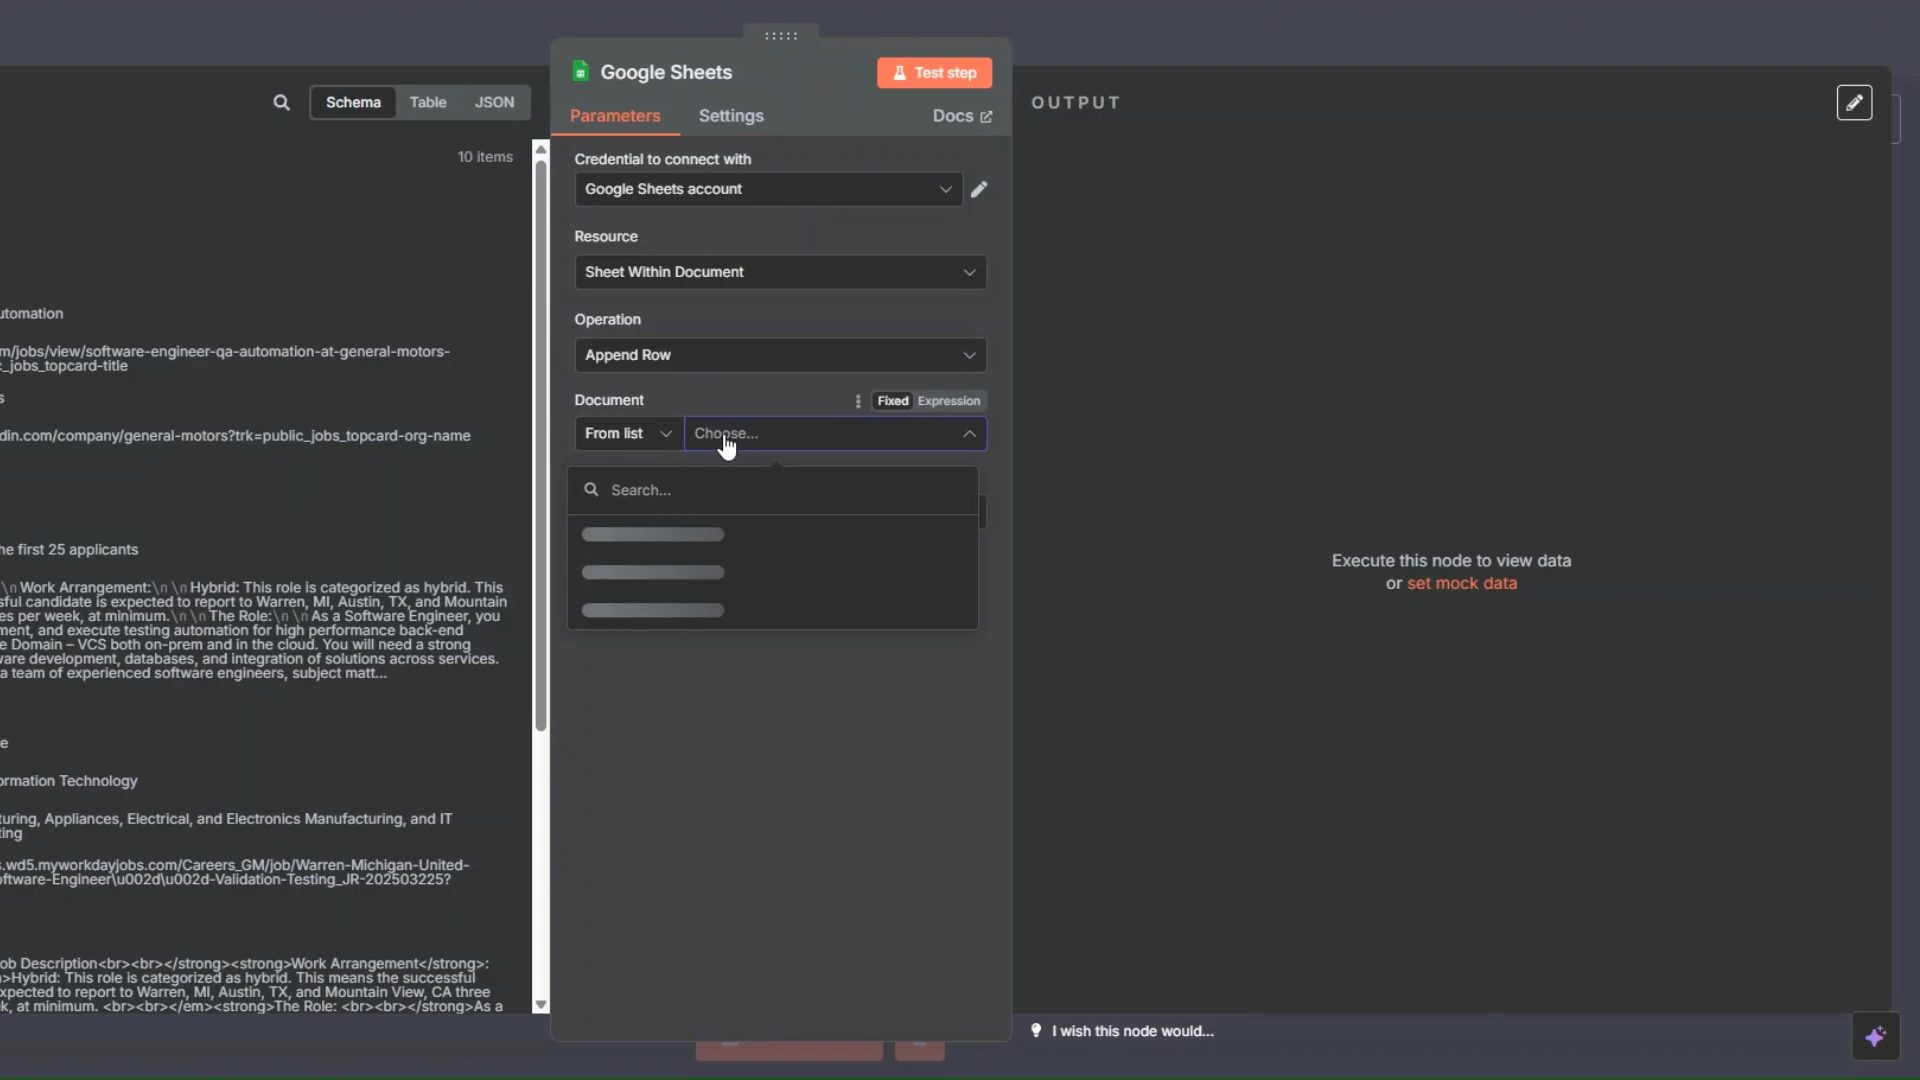 Schema
Table
JSON
10 items
utomation
m/jobs/view/software-engineer-qa-automation-at-general-motors-
c_jobs_topcard-title
s
din.com/company/general-motors?trk=public_jobs_topcard-org-name
he first 25 applicants
\n Work Arrangement:\n \n Hybrid: This role is categorized as hybrid. This
sful candidate is expected to report to Warren, MI, Austin, TX, and Mountain
es per week, at minimum. \n \n The Role:\n \n As a Software Engineer, you
ment, and execute testing automation for high performance back-end
e Domain – VCS both on-prem and in the cloud. You will need a strong
ware development, databases, and integration of solutions across services.
a team of experienced software engineers, subject matt...
e
ormation Technology
turing, Appliances, Electrical, and Electronics Manufacturing, and IT
ting
s.wd5.myworkdayjobs.com/Careers_GM/job/Warren-Michigan-United-
oftware-Engineer\u002d\u002d-Validation-Testing_JR-202503225?
ob Description<br><br></strong><strong>Work Arrangement</strong>:
>Hybrid: This role is categorized as hybrid. This means the successful
xpected to report to Warren, MI, Austin, TX, and Mountain View, CA three
k, at minimum. <br><br></em><strong>The Role: <br><br></strong>As a
Google Sheets
Test step
Parameters
Settings
Docs
Credential to connect with
Google Sheets account
Resource
Sheet Within Document
Operation
Append Row
Document
Fixed
Expression
From list
Choose...
Search...
OUTPUT
Execute this node to view data
or set mock data
I wish this node would...